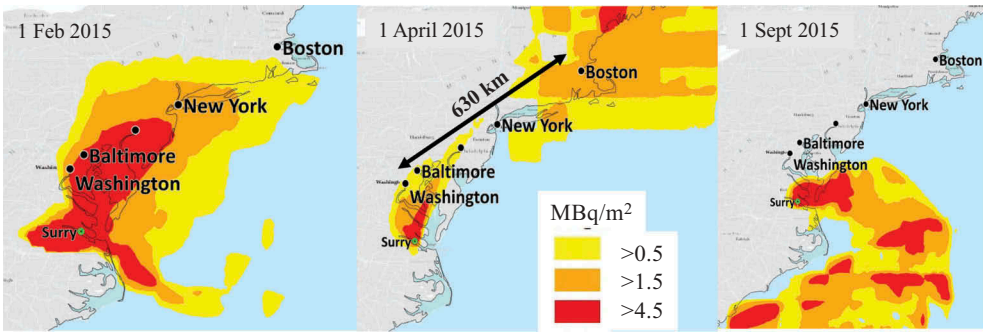 1 Feb 2015
Boston
New York
Baltimore
Washington
Surry
1 April 2015
630 km
Boston
New York
Baltimore
Washington
Surry
MBq/m²
>0.5
>1.5
>4.5
1 Sept 2015
Boston
New York
Baltimore
Washington
Surry